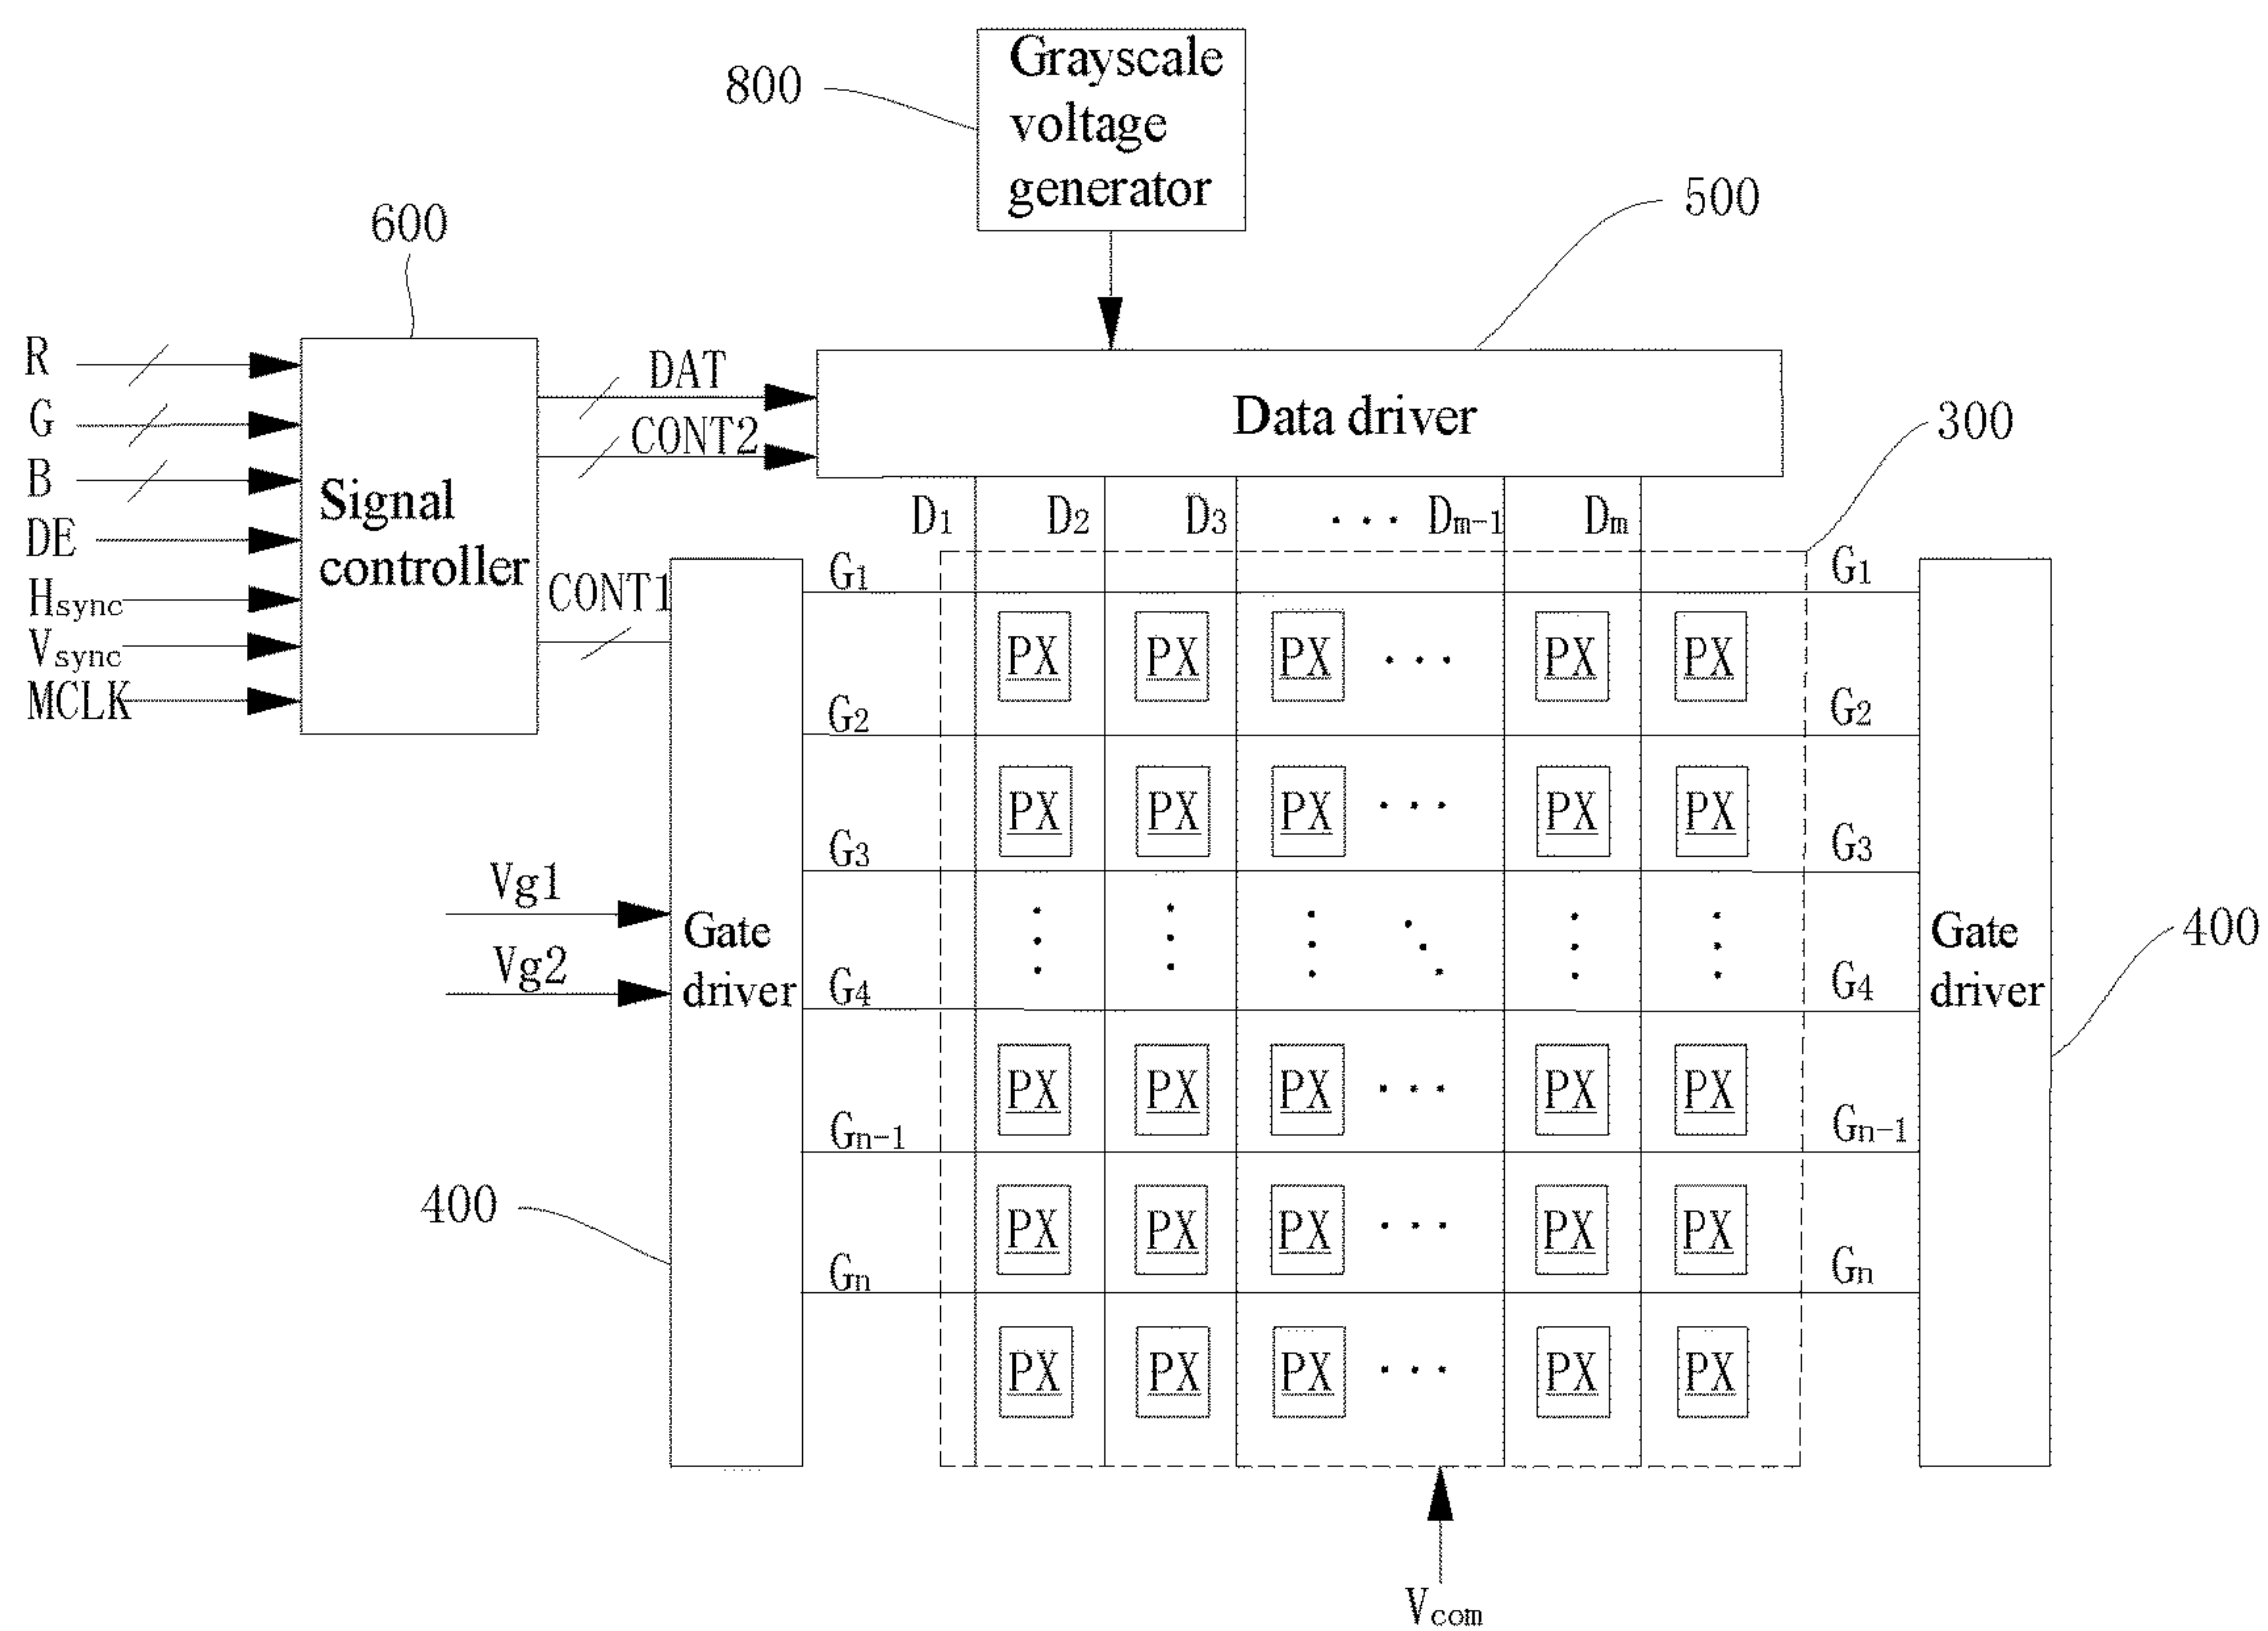 Grayscale
voltage
generator
800
500
600
R
G
B
DE
Hsync
Vsync
MCLK
Signal
controller
DAT
CONT2
CONT1
Data driver
300
D1 D2 D3 ... Dm-1 Dm
G1 G1
PX PX PX ... PX PX
G2 G2
PX PX PX ... PX PX
G3 G3
Vg1
Vg2
Gate
driver
Gate
driver
400
G4 G4
PX PX PX ... PX PX
Gn-1 Gn-1
400
PX PX PX ... PX PX
Gn Gn
PX PX PX ... PX PX
Vcom